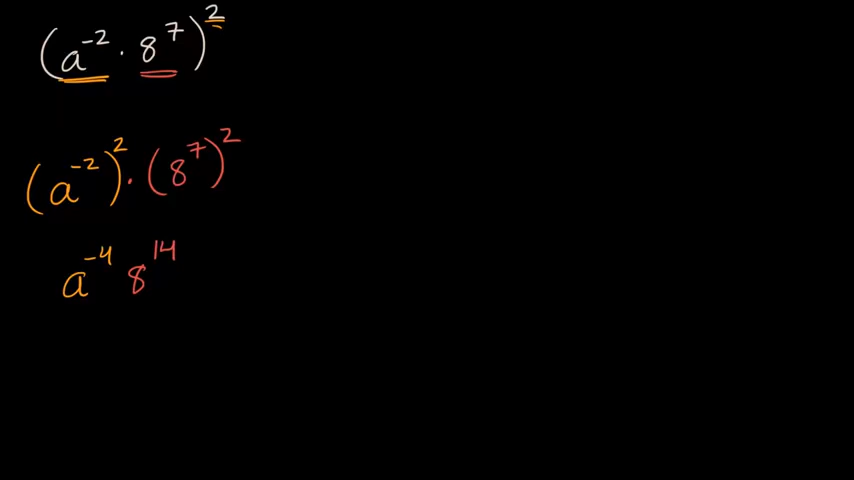 (a⁻² · 8⁷)²
(a⁻²)² · (8⁷)²
a⁻⁴ 8¹⁴